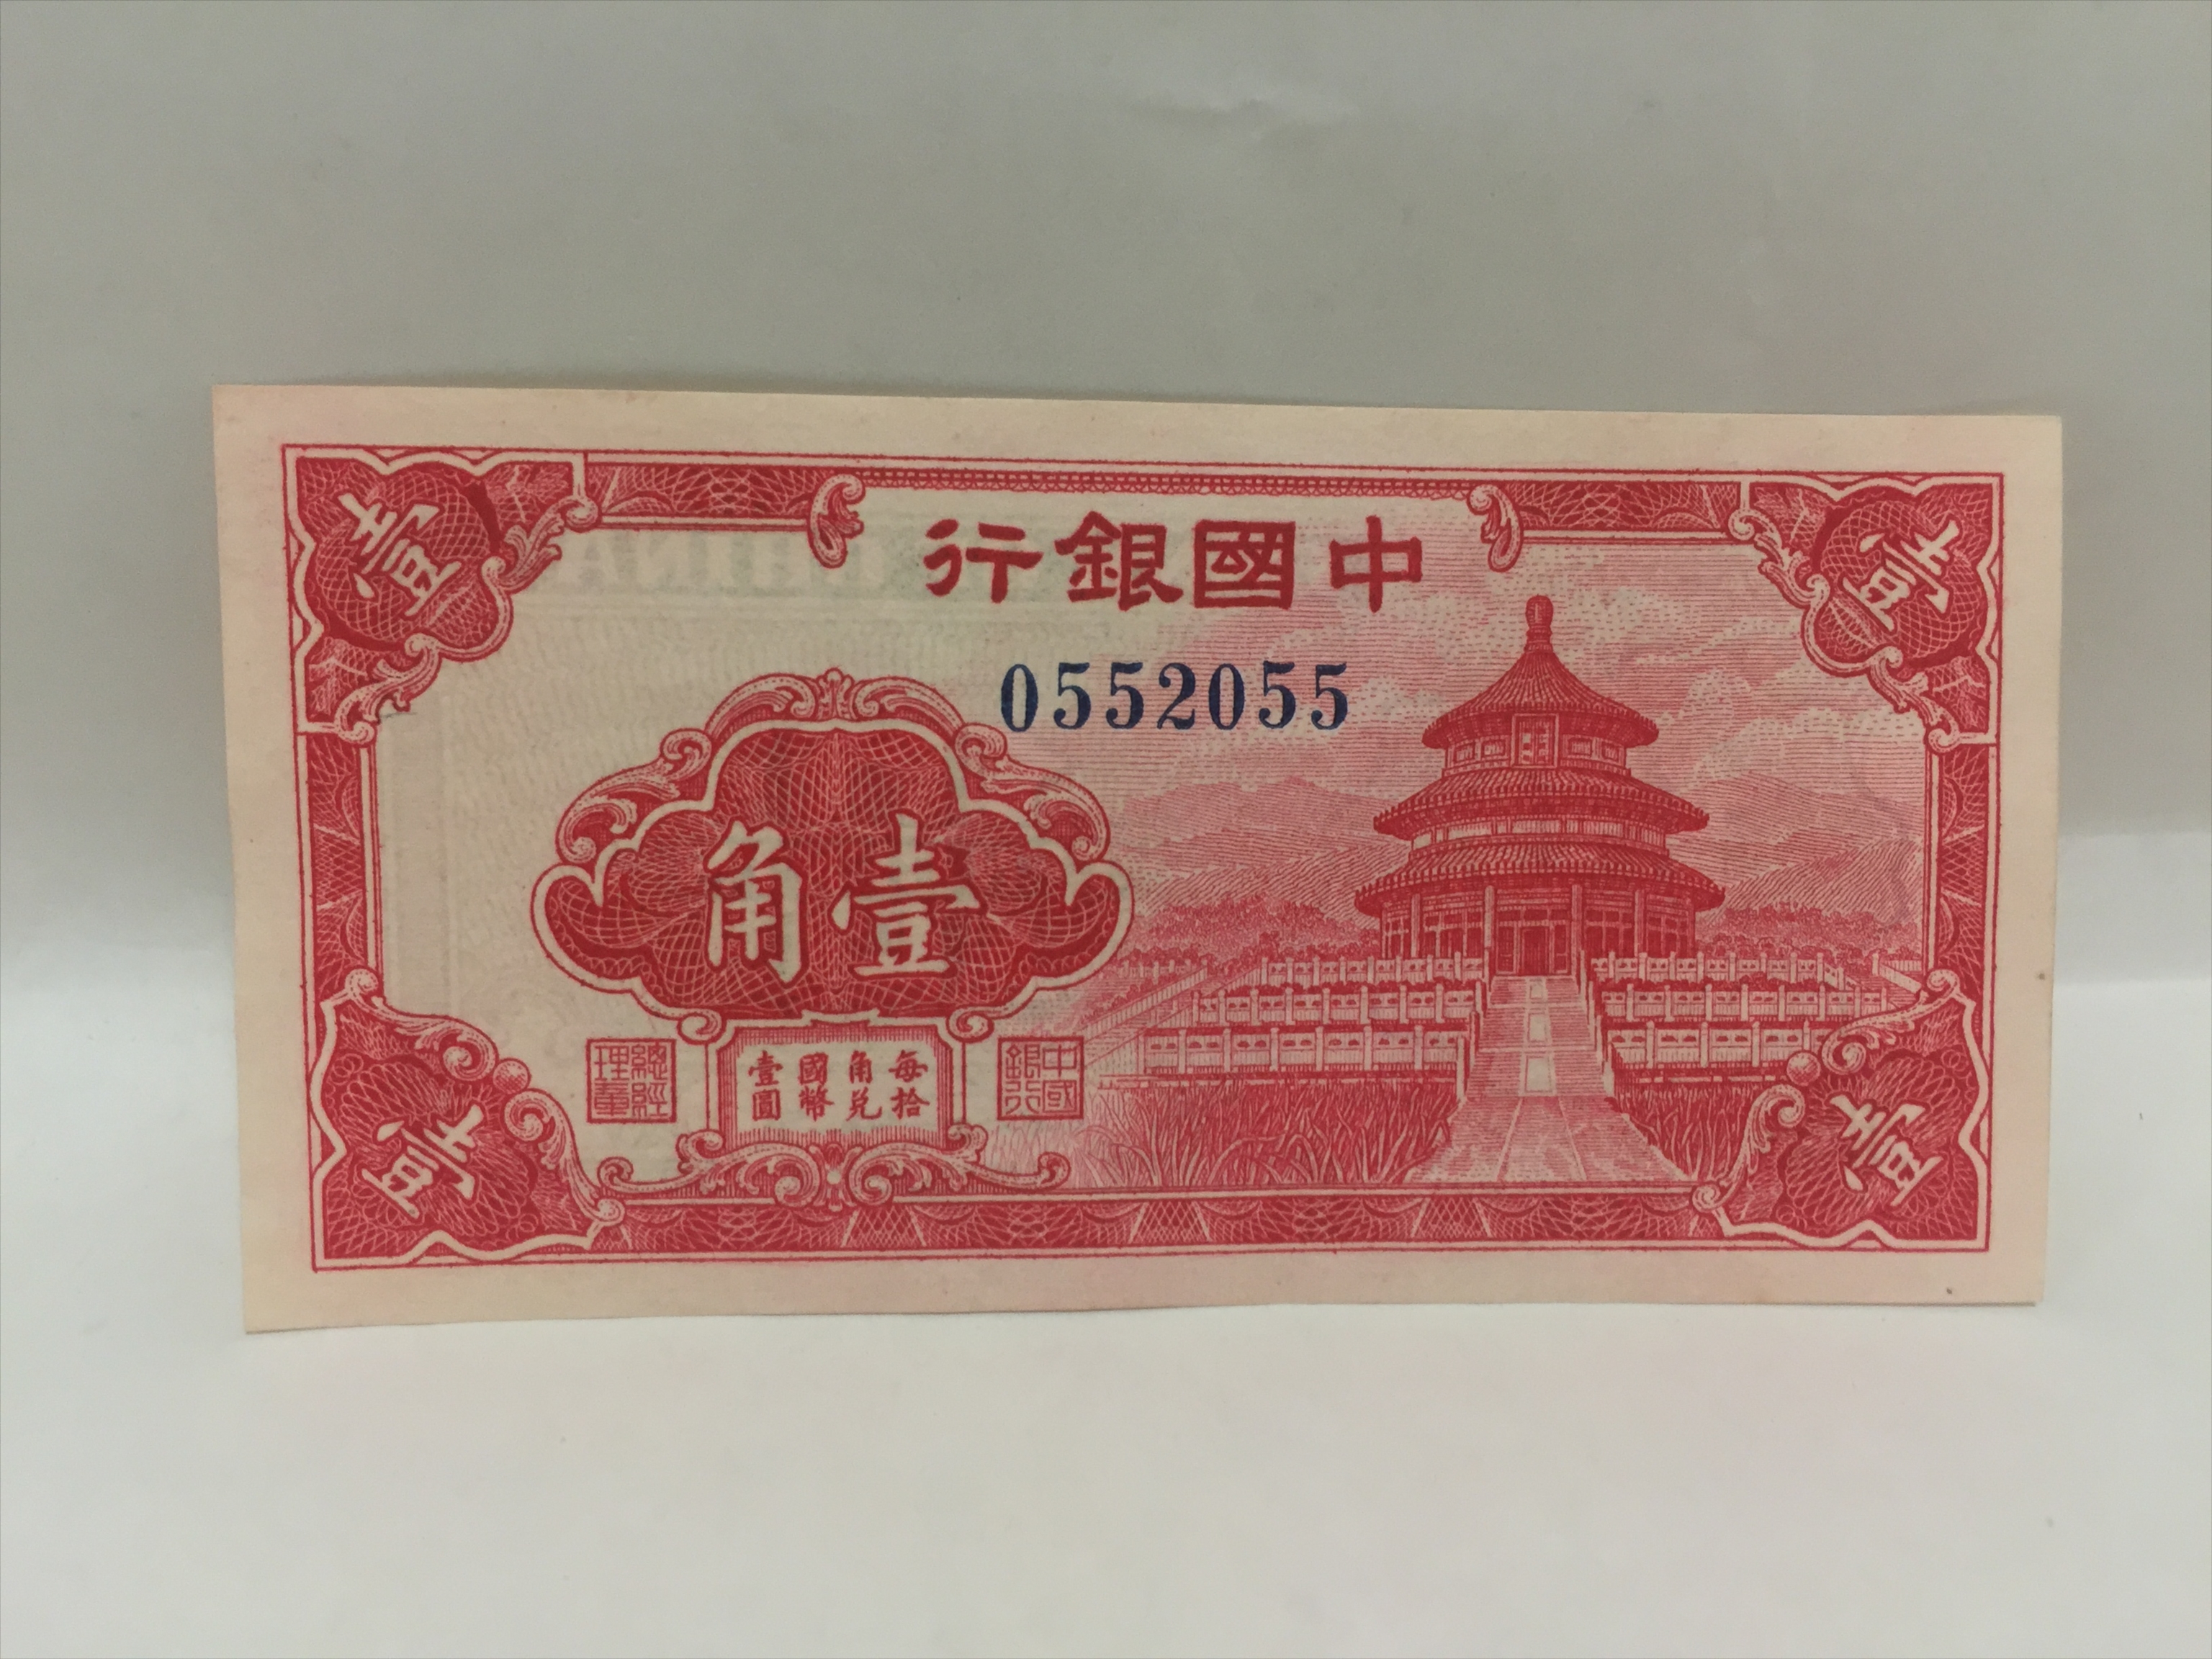 中國銀行
0552055
壹
壹
壹角
每拾角兌國幣壹圓
中國銀行
總經理章
壹
壹
CHINA